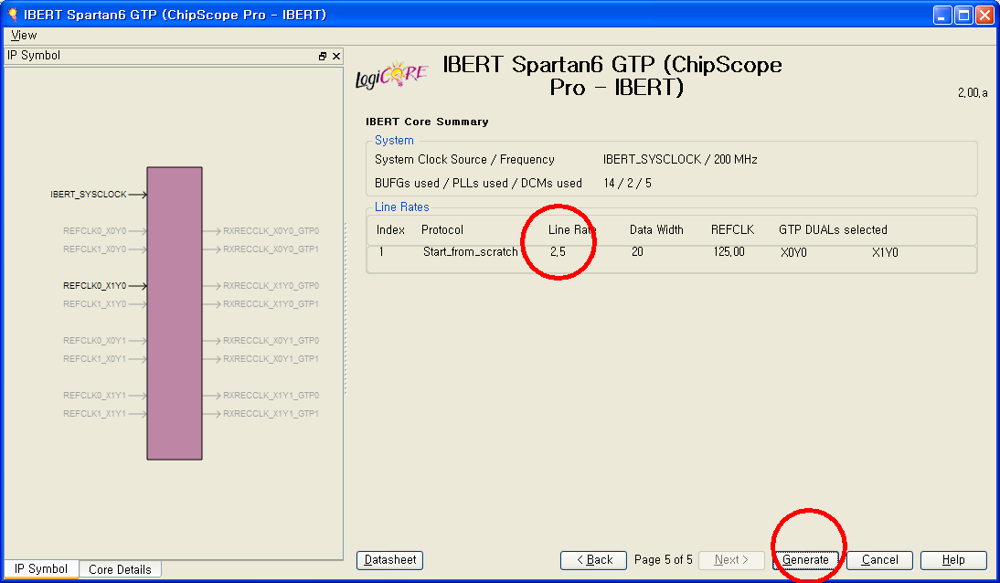 IBERT Spartan6 GTP (ChipScope Pro - IBERT)
View
IP Symbol
IBERT_SYSCLOCK
REFCLK0_X0Y0
RXRECCLK_X0Y0_GTP0
REFCLK1_X0Y0
RXRECCLK_X0Y0_GTP1
REFCLK0_X1Y0
RXRECCLK_X1Y0_GTP0
REFCLK1_X1Y0
RXRECCLK_X1Y0_GTP1
REFCLK0_X0Y1
RXRECCLK_X0Y1_GTP0
REFCLK1_X0Y1
RXRECCLK_X0Y1_GTP1
REFCLK0_X1Y1
RXRECCLK_X1Y1_GTP0
REFCLK1_X1Y1
RXRECCLK_X1Y1_GTP1
IP Symbol Core Details
LogiCORE
IBERT Spartan6 GTP (ChipScope
Pro - IBERT)
2,00,a
IBERT Core Summary
System
System Clock Source / Frequency IBERT_SYSCLOCK / 200 MHz
BUFGs used / PLLs used / DCMs used 14 / 2 / 5
Line Rates
Index Protocol Line Rate Data Width REFCLK GTP DUALs selected
1 Start_from_scratch 2,5 20 125,00 X0Y0 X1Y0
Datasheet < Back Page 5 of 5 Next > Generate Cancel Help